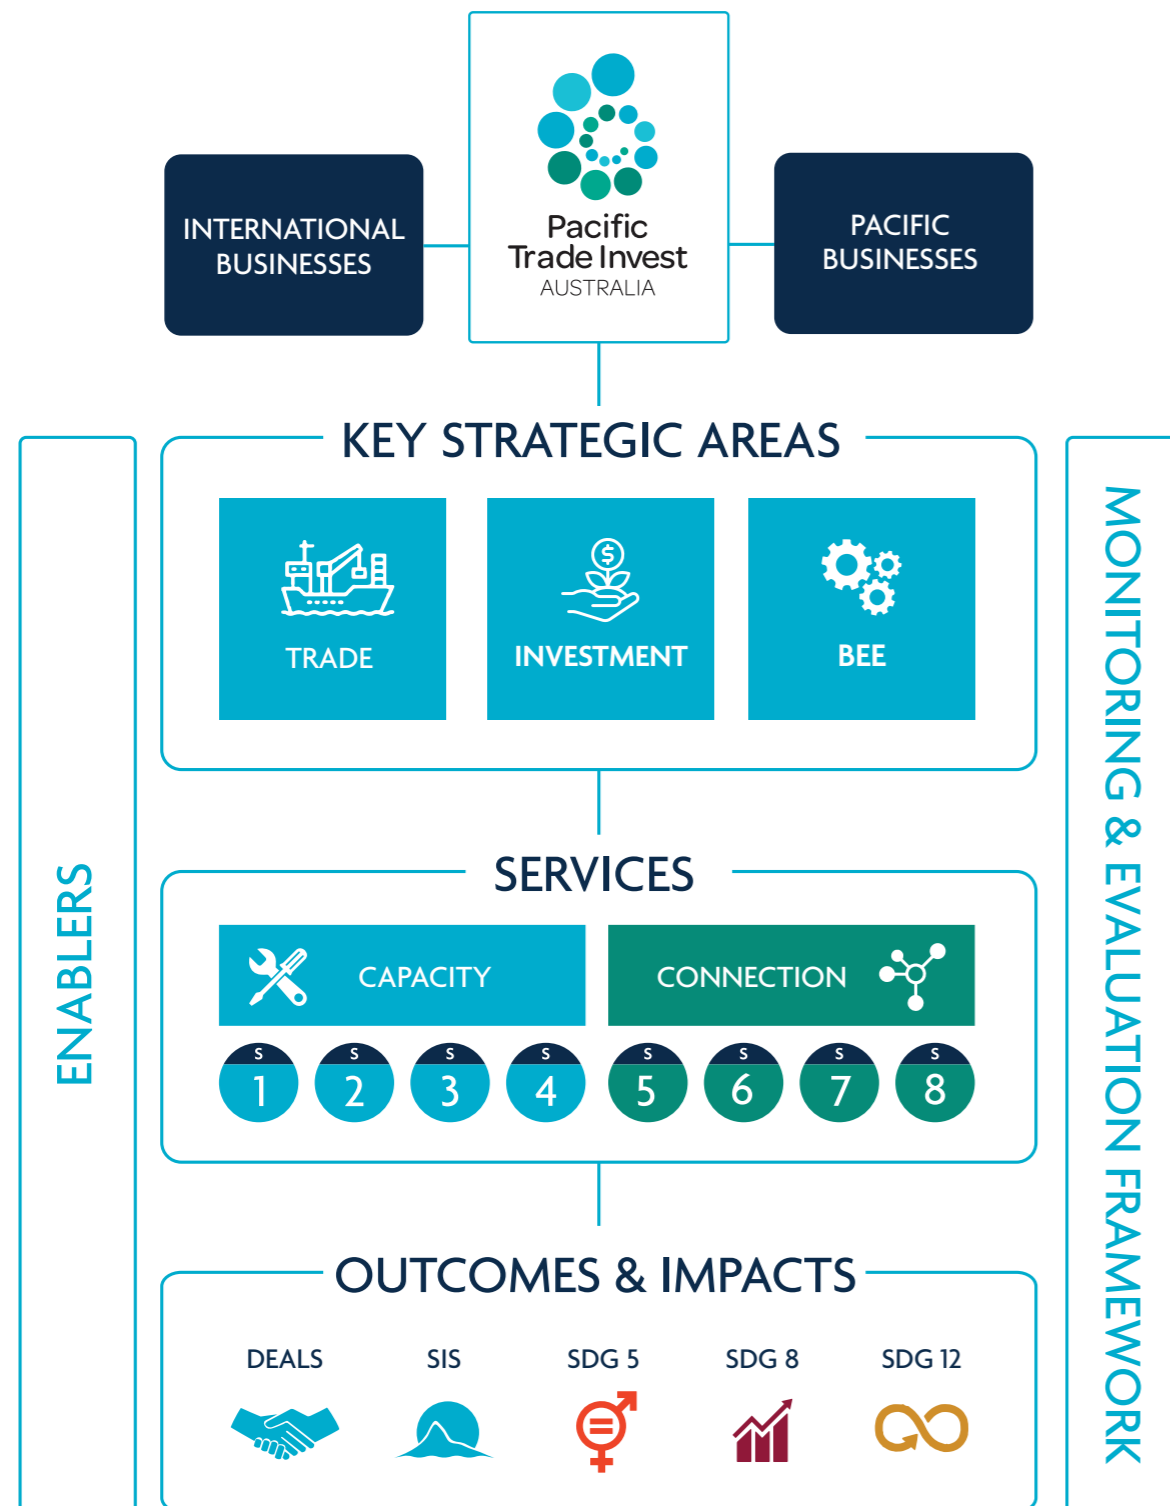 INTERNATIONAL
BUSINESSES
Pacific
Trade Invest
AUSTRALIA
PACIFIC
BUSINESSES
KEY STRATEGIC AREAS
TRADE
INVESTMENT
$
BEE
SERVICES
CAPACITY
CONNECTION
S
1
S
2
S
3
S
4
S
5
S
6
S
7
S
8
OUTCOMES & IMPACTS
DEALS
SIS
SDG 5
SDG 8
SDG 12
ENABLERS
MONITORING & EVALUATION FRAMEWORK